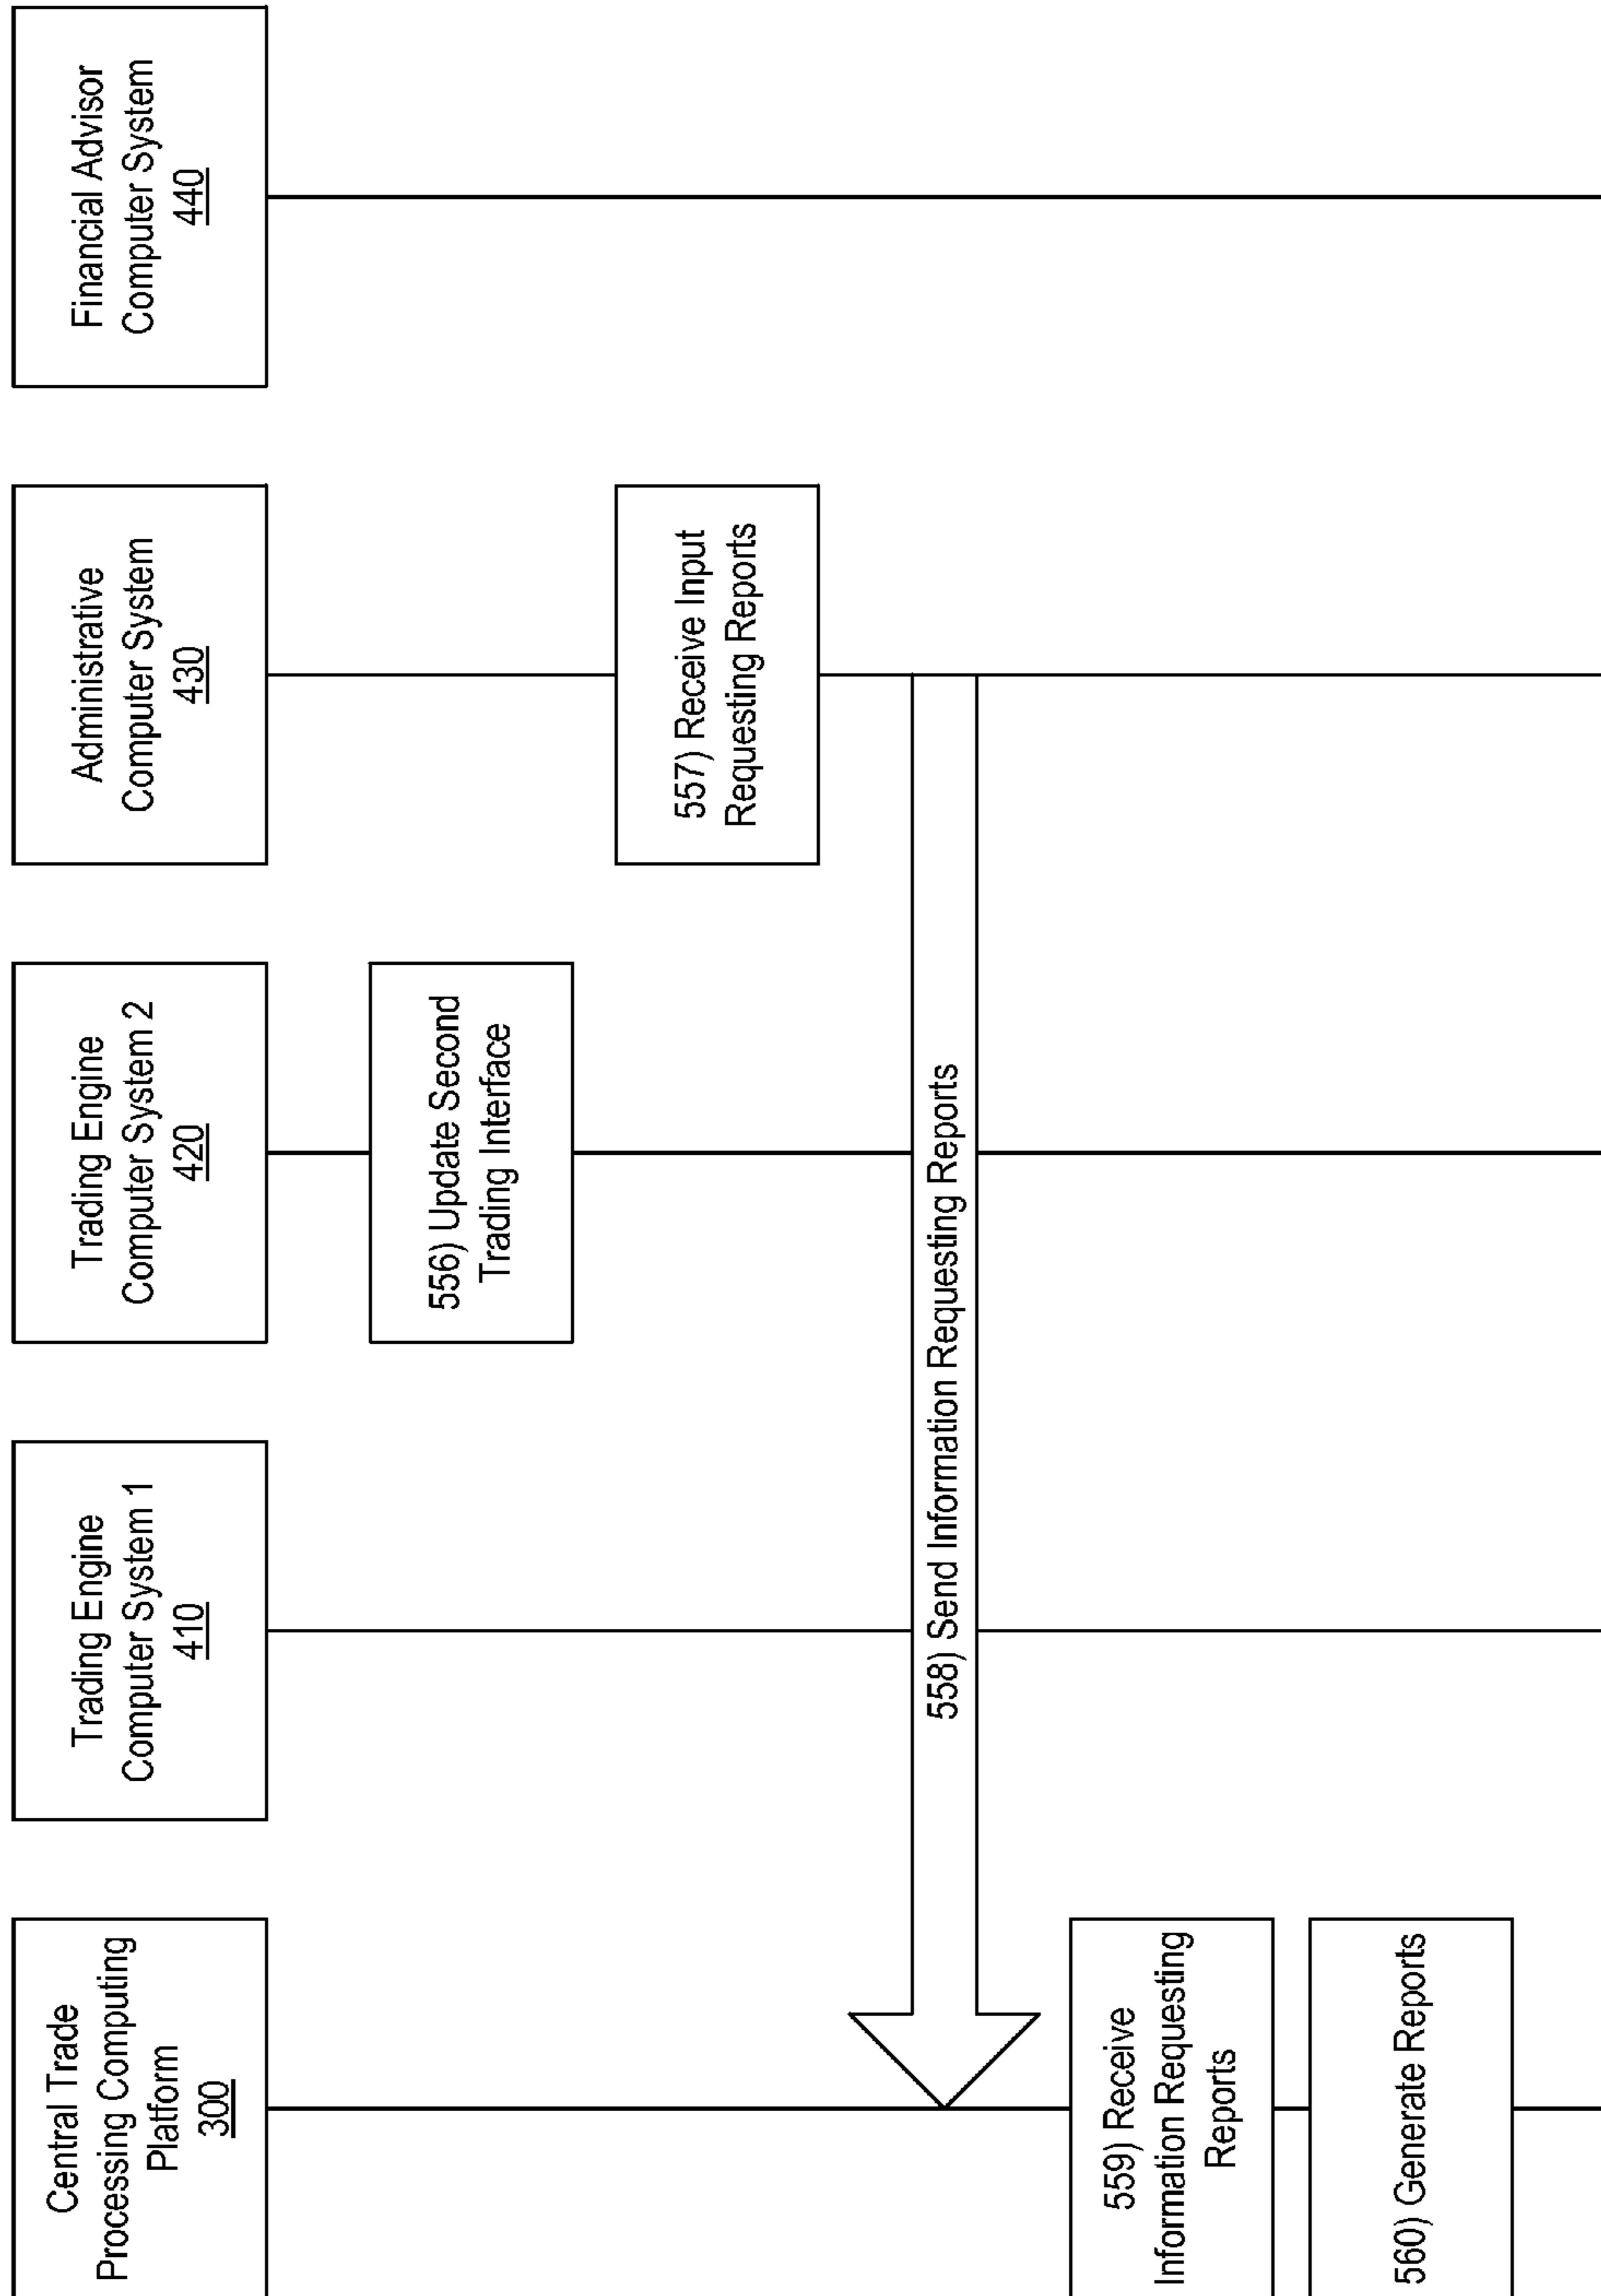 Central Trade
Processing Computing
Platform
300
Trading Engine
Computer System 1
410
Trading Engine
Computer System 2
420
Administrative
Computer System
430
Financial Advisor
Computer System
440
556) Update Second
Trading Interface
557) Receive Input
Requesting Reports
558) Send Information Requesting Reports
559) Receive
Information Requesting
Reports
560) Generate Reports